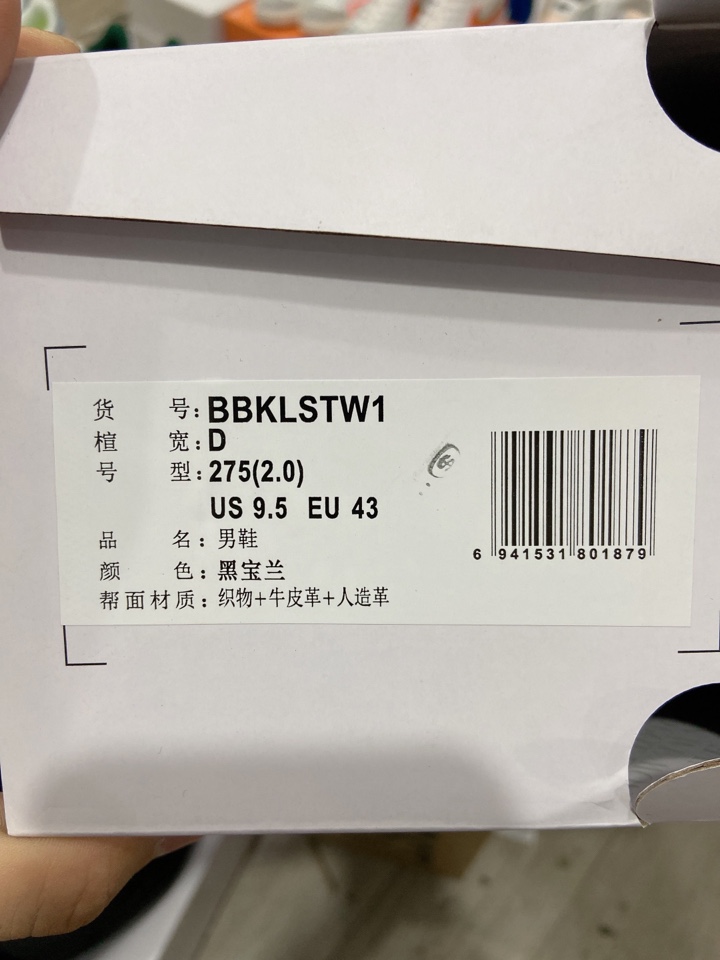 货 号: BBKLSTW1
楦 宽: D
号 型: 275(2.0)
US 9.5 EU 43
品 名: 男鞋
颜 色: 黑宝兰
帮面材质: 织物+牛皮革+人造革
6 941531 801879